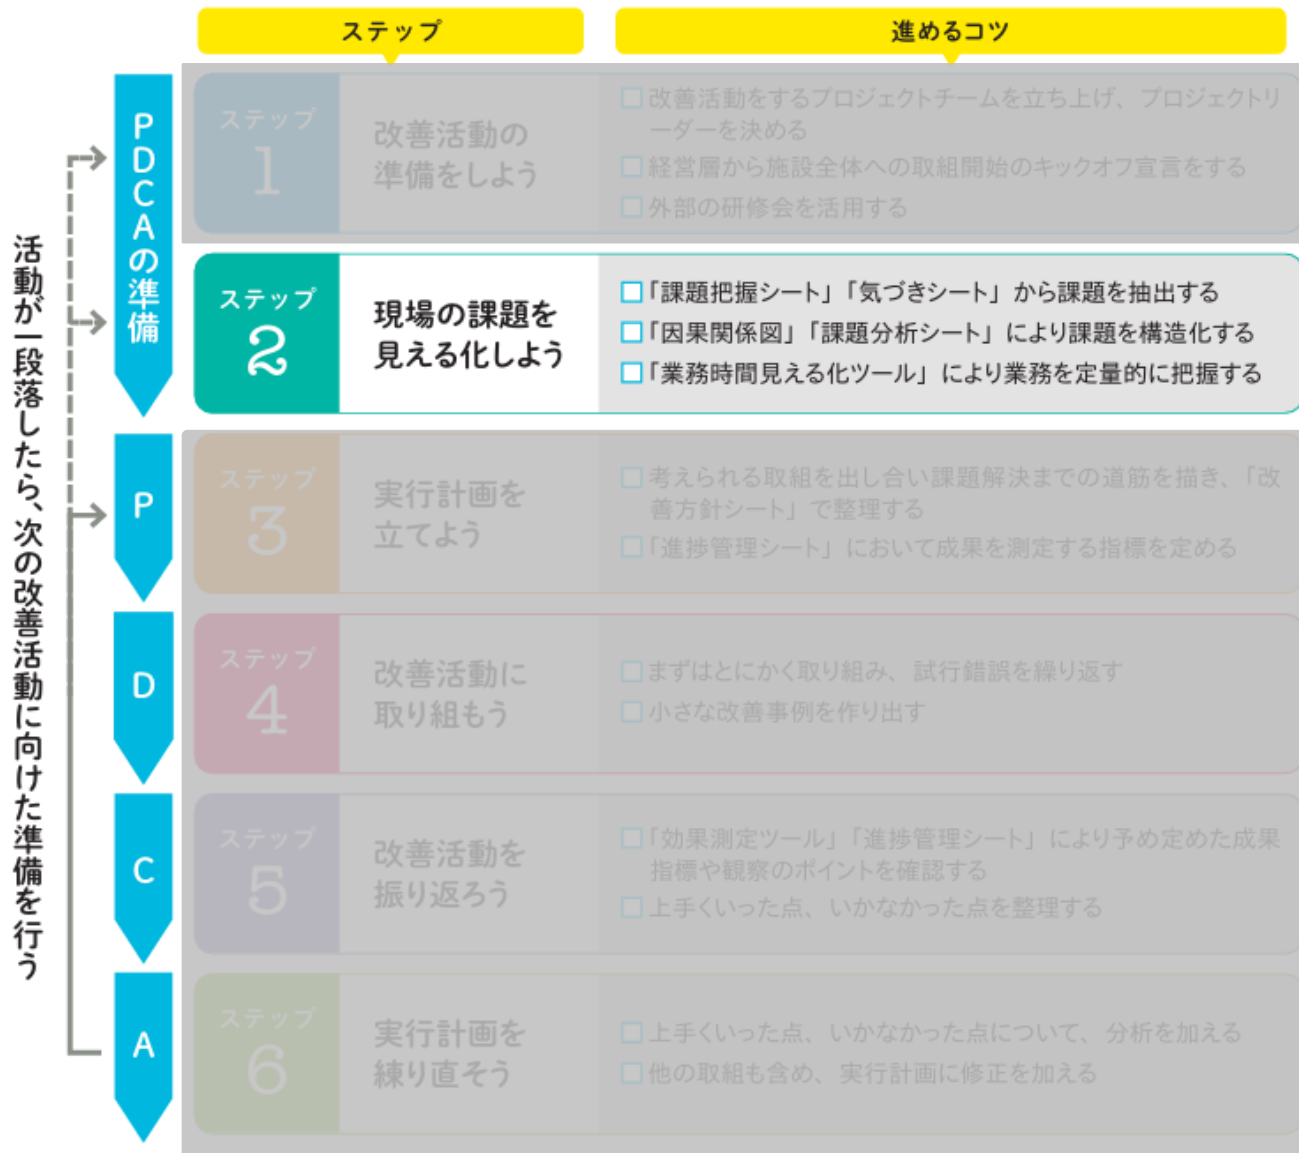 ステップ
進めるコツ
活動が一段落したら、次の改善活動に向けた準備を行う
PDCAの準備
ステップ
1
改善活動の
準備をしよう
□改善活動をするプロジェクトチームを立ち上げ、プロジェクトリ
ーダーを決める
□経営層から施設全体への取組開始のキックオフ宣言をする
□外部の研修会を活用する
ステップ
2
現場の課題を
見える化しよう
□「課題把握シート」「気づきシート」から課題を抽出する
□「因果関係図」「課題分析シート」により課題を構造化する
□「業務時間見える化ツール」により業務を定量的に把握する
P
ステップ
3
実行計画を
立てよう
□考えられる取組を出し合い課題解決までの道筋を描き、「改
善方針シート」で整理する
□「進捗管理シート」において成果を測定する指標を定める
D
ステップ
4
改善活動に
取り組もう
□まずはとにかく取り組み、試行錯誤を繰り返す
□小さな改善事例を作り出す
C
ステップ
5
改善活動を
振り返ろう
□「効果測定ツール」「進捗管理シート」により予め定めた成果
指標や観察のポイントを確認する
□上手くいった点、いかなかった点を整理する
A
ステップ
6
実行計画を
練り直そう
□上手くいった点、いかなかった点について、分析を加える
□他の取組も含め、実行計画に修正を加える